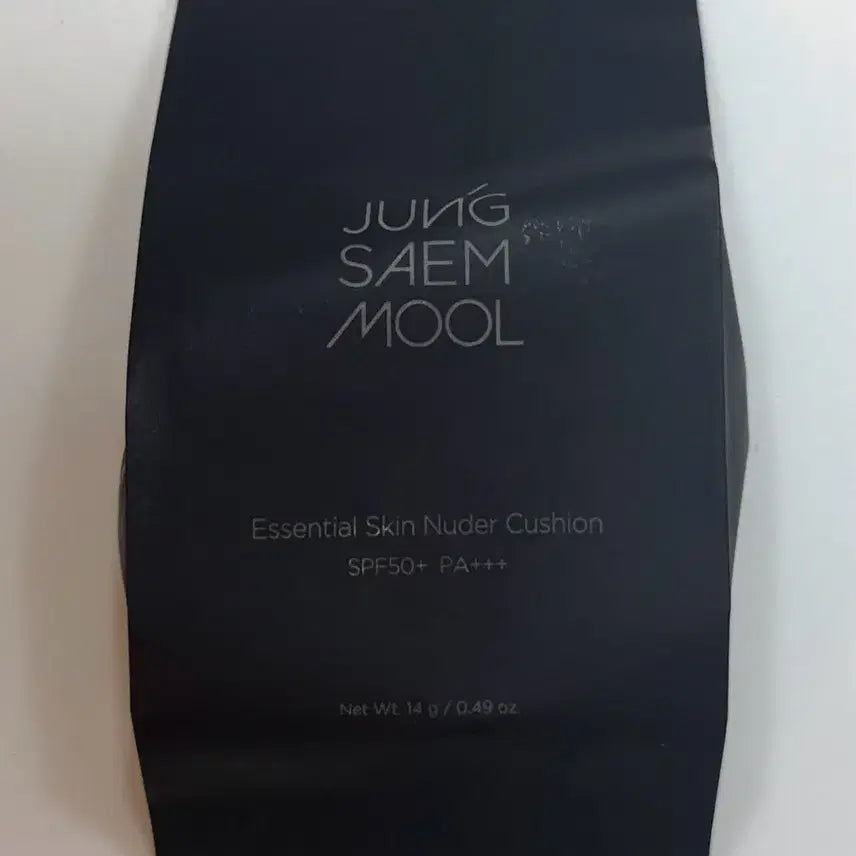 JUNG
SAEM
MOOL
Essential Skin Nuder Cushion
SPF50+ PA+++
Net Wt. 14 g / 0.49 oz